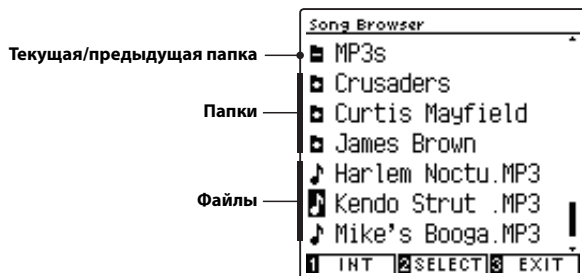 Song Browser
Текущая/предыдущая папка
MP3s
Crusaders
Папки
Curtis Mayfield
James Brown
Harlem Noctu.MP3
Файлы
Kendo Strut .MP3
Mike's Booga.MP3
1 INT 2 SELECT 3 EXIT